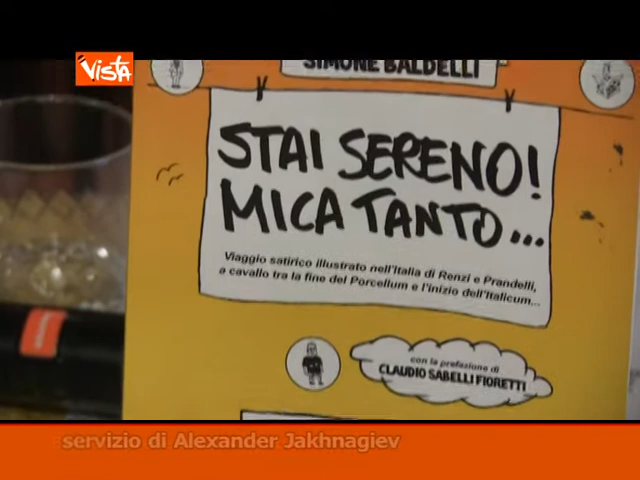 Vista
SIMONE BALDELLI
STAI SERENO!
MICA TANTO...
Viaggio satirico illustrato nell'Italia di Renzi e Prandelli,
a cavallo tra la fine del Porcellum e l'inizio dell'Italicum...
con la prefazione di
CLAUDIO SABELLI FIORETTI
servizio di Alexander Jakhnagiev